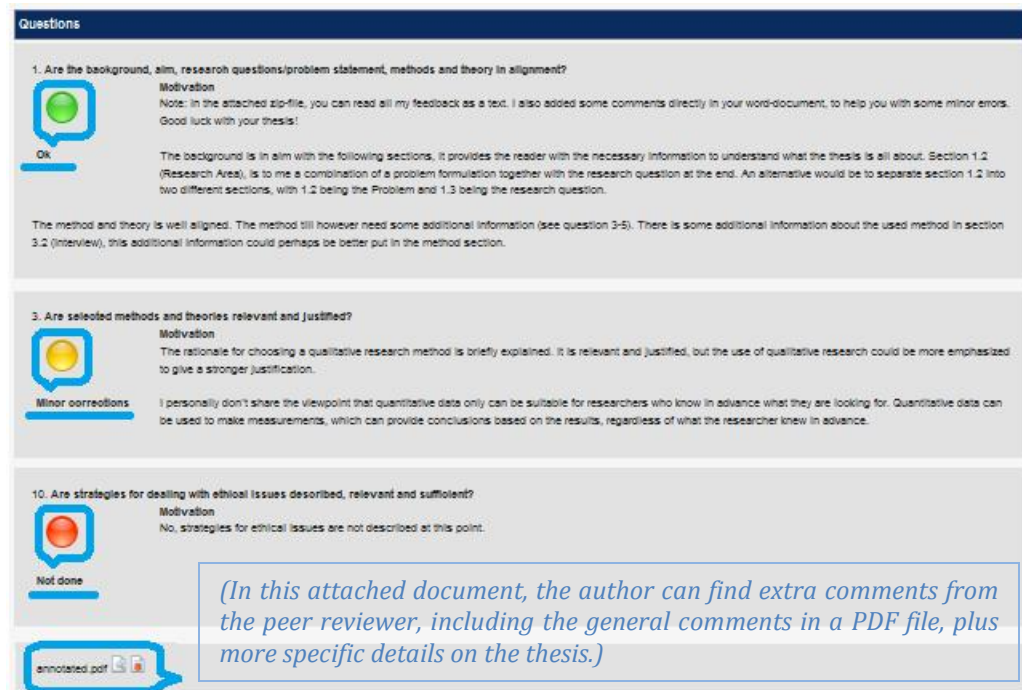 Questions
1. Are the background, aim, research questions/problem statement, methods and theory in alignment?
Motivation
Note: In the attached zip-file, you can read all my feedback as a text. I also added some comments directly in your word-document, to help you with some minor errors.
Good luck with your thesis!
Ok
The background is in aim with the following sections, it provides the reader with the necessary information to understand what the thesis is all about. Section 1.2
(Research Area), is to me a combination of a problem formulation together with the research question at the end. An alternative would be to separate section 1.2 into
two different sections, with 1.2 being the Problem and 1.3 being the research question.
The method and theory is well aligned. The method till however need some additional information (see question 3-5). There is some additional information about the used method in section
3.2 (Interview), this additional information could perhaps be better put in the method section.
3. Are selected methods and theories relevant and justified?
Motivation
The rationale for choosing a qualitative research method is briefly explained. It is relevant and justified, but the use of qualitative research could be more emphasized
to give a stronger justification.
Minor corrections
I personally don't share the viewpoint that quantitative data only can be suitable for researchers who know in advance what they are looking for. Quantitative data can
be used to make measurements, which can provide conclusions based on the results, regardless of what the researcher knew in advance.
10. Are strategies for dealing with ethical issues described, relevant and sufficient?
Motivation
No, strategies for ethical issues are not described at this point.
Not done
(In this attached document, the author can find extra comments from
the peer reviewer, including the general comments in a PDF file, plus
more specific details on the thesis.)
annotated.pdf